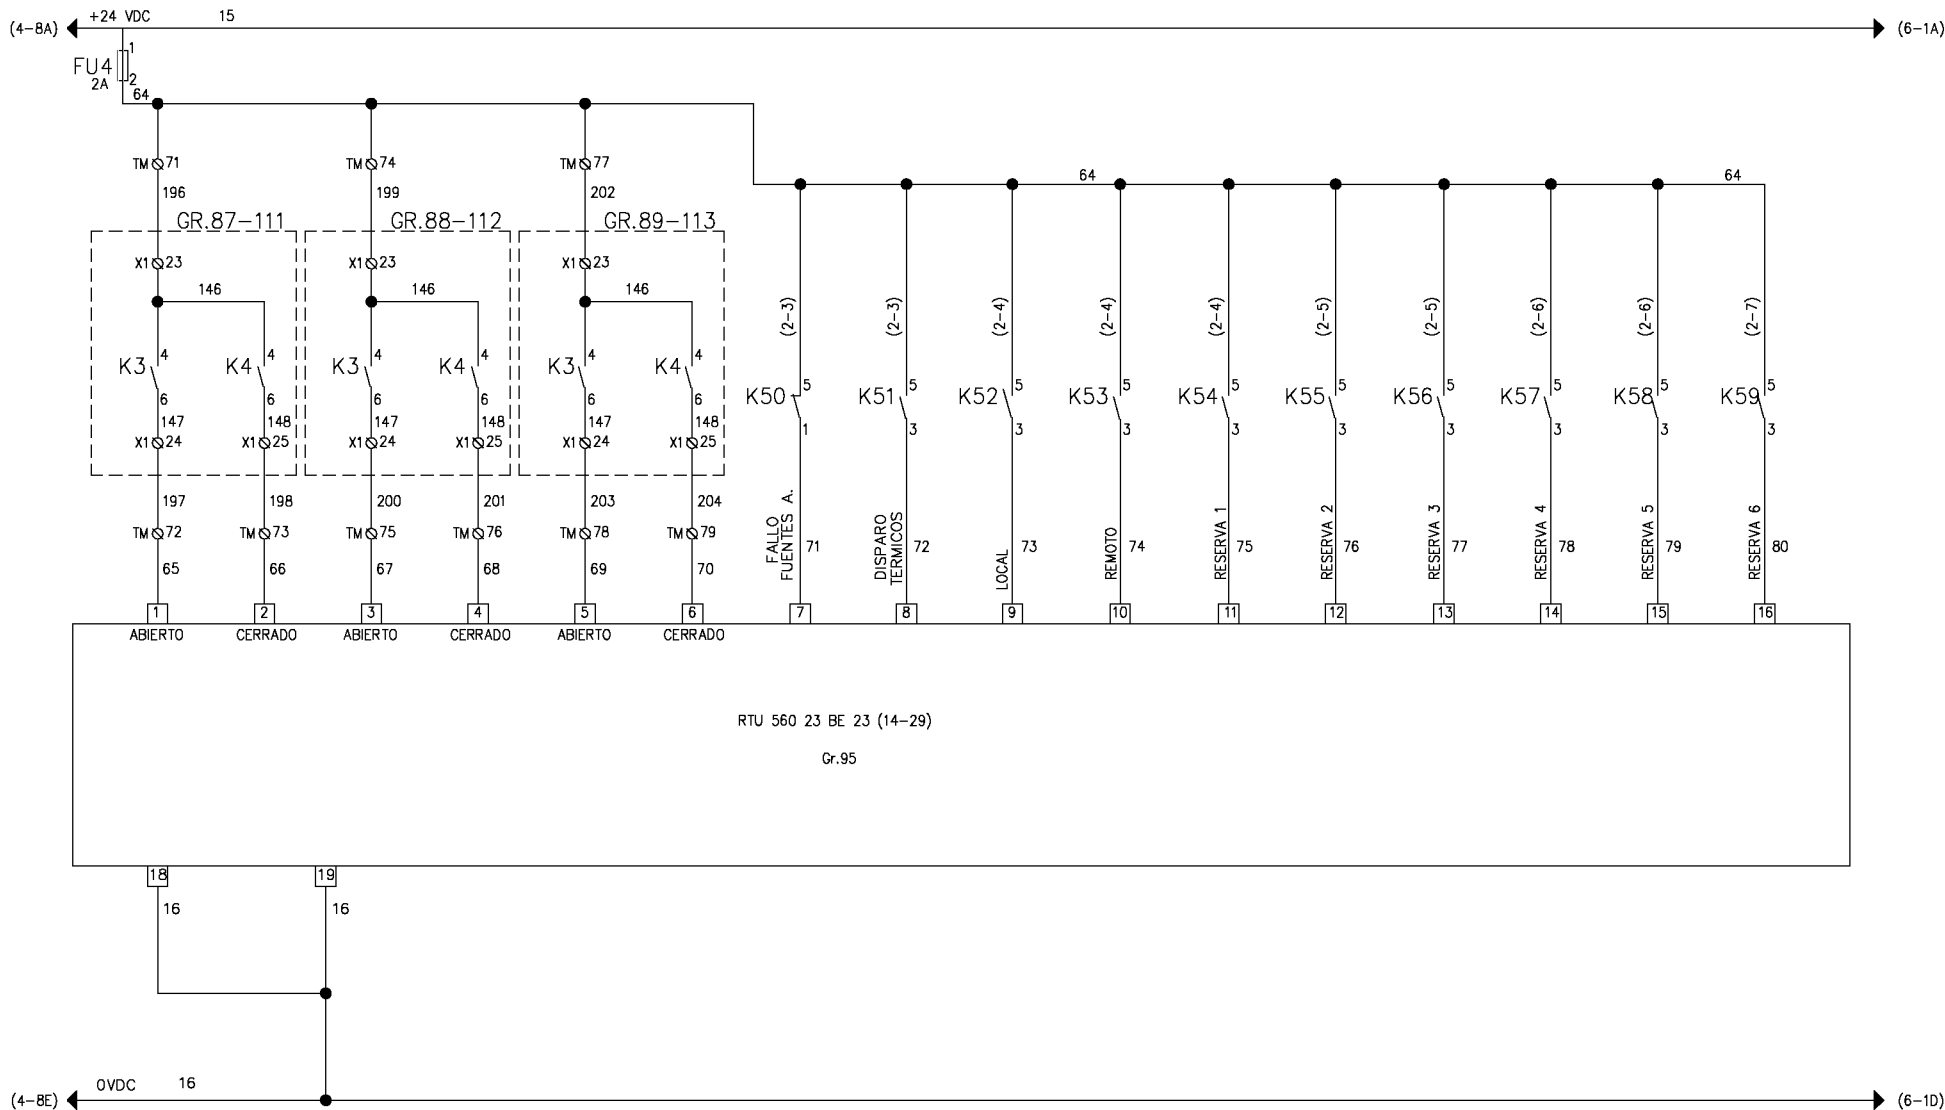 +24 VDC 15
(4-8A) (6-1A)
1
FU4
2A 2
64
TM 71 TM 74 TM 77
64 64
196 199 202
GR.87-111 GR.88-112 GR.89-113
X1 23 X1 23 X1 23
146 146 146
(2-3) (2-3) (2-4) (2-4) (2-4) (2-5) (2-5) (2-6) (2-6) (2-7)
4 4 4 4 4 4
K3 K4 K3 K4 K3 K4
5 5 5 5 5 5 5 5 5 5
K50 K51 K52 K53 K54 K55 K56 K57 K58 K59
6 6 6 6 6 6
147 148 147 148 147 148
1 3 3 3 3 3 3 3 3 3
X1 24 X1 25 X1 24 X1 25 X1 24 X1 25
197 198 200 201 203 204
TM 72 TM 73 TM 75 TM 76 TM 78 TM 79
FALLO
FUENTES A.
71
DISPARO
TERMICOS
72
LOCAL 73
REMOTO 74
RESERVA 1 75
RESERVA 2 76
RESERVA 3 77
RESERVA 4 78
RESERVA 5 79
RESERVA 6 80
65 66 67 68 69 70
1 2 3 4 5 6 7 8 9 10 11 12 13 14 15 16
ABIERTO CERRADO ABIERTO CERRADO ABIERTO CERRADO
RTU 560 23 BE 23 (14-29)
Gr.95
18 19
16 16
0VDC 16
(4-8E) (6-1D)